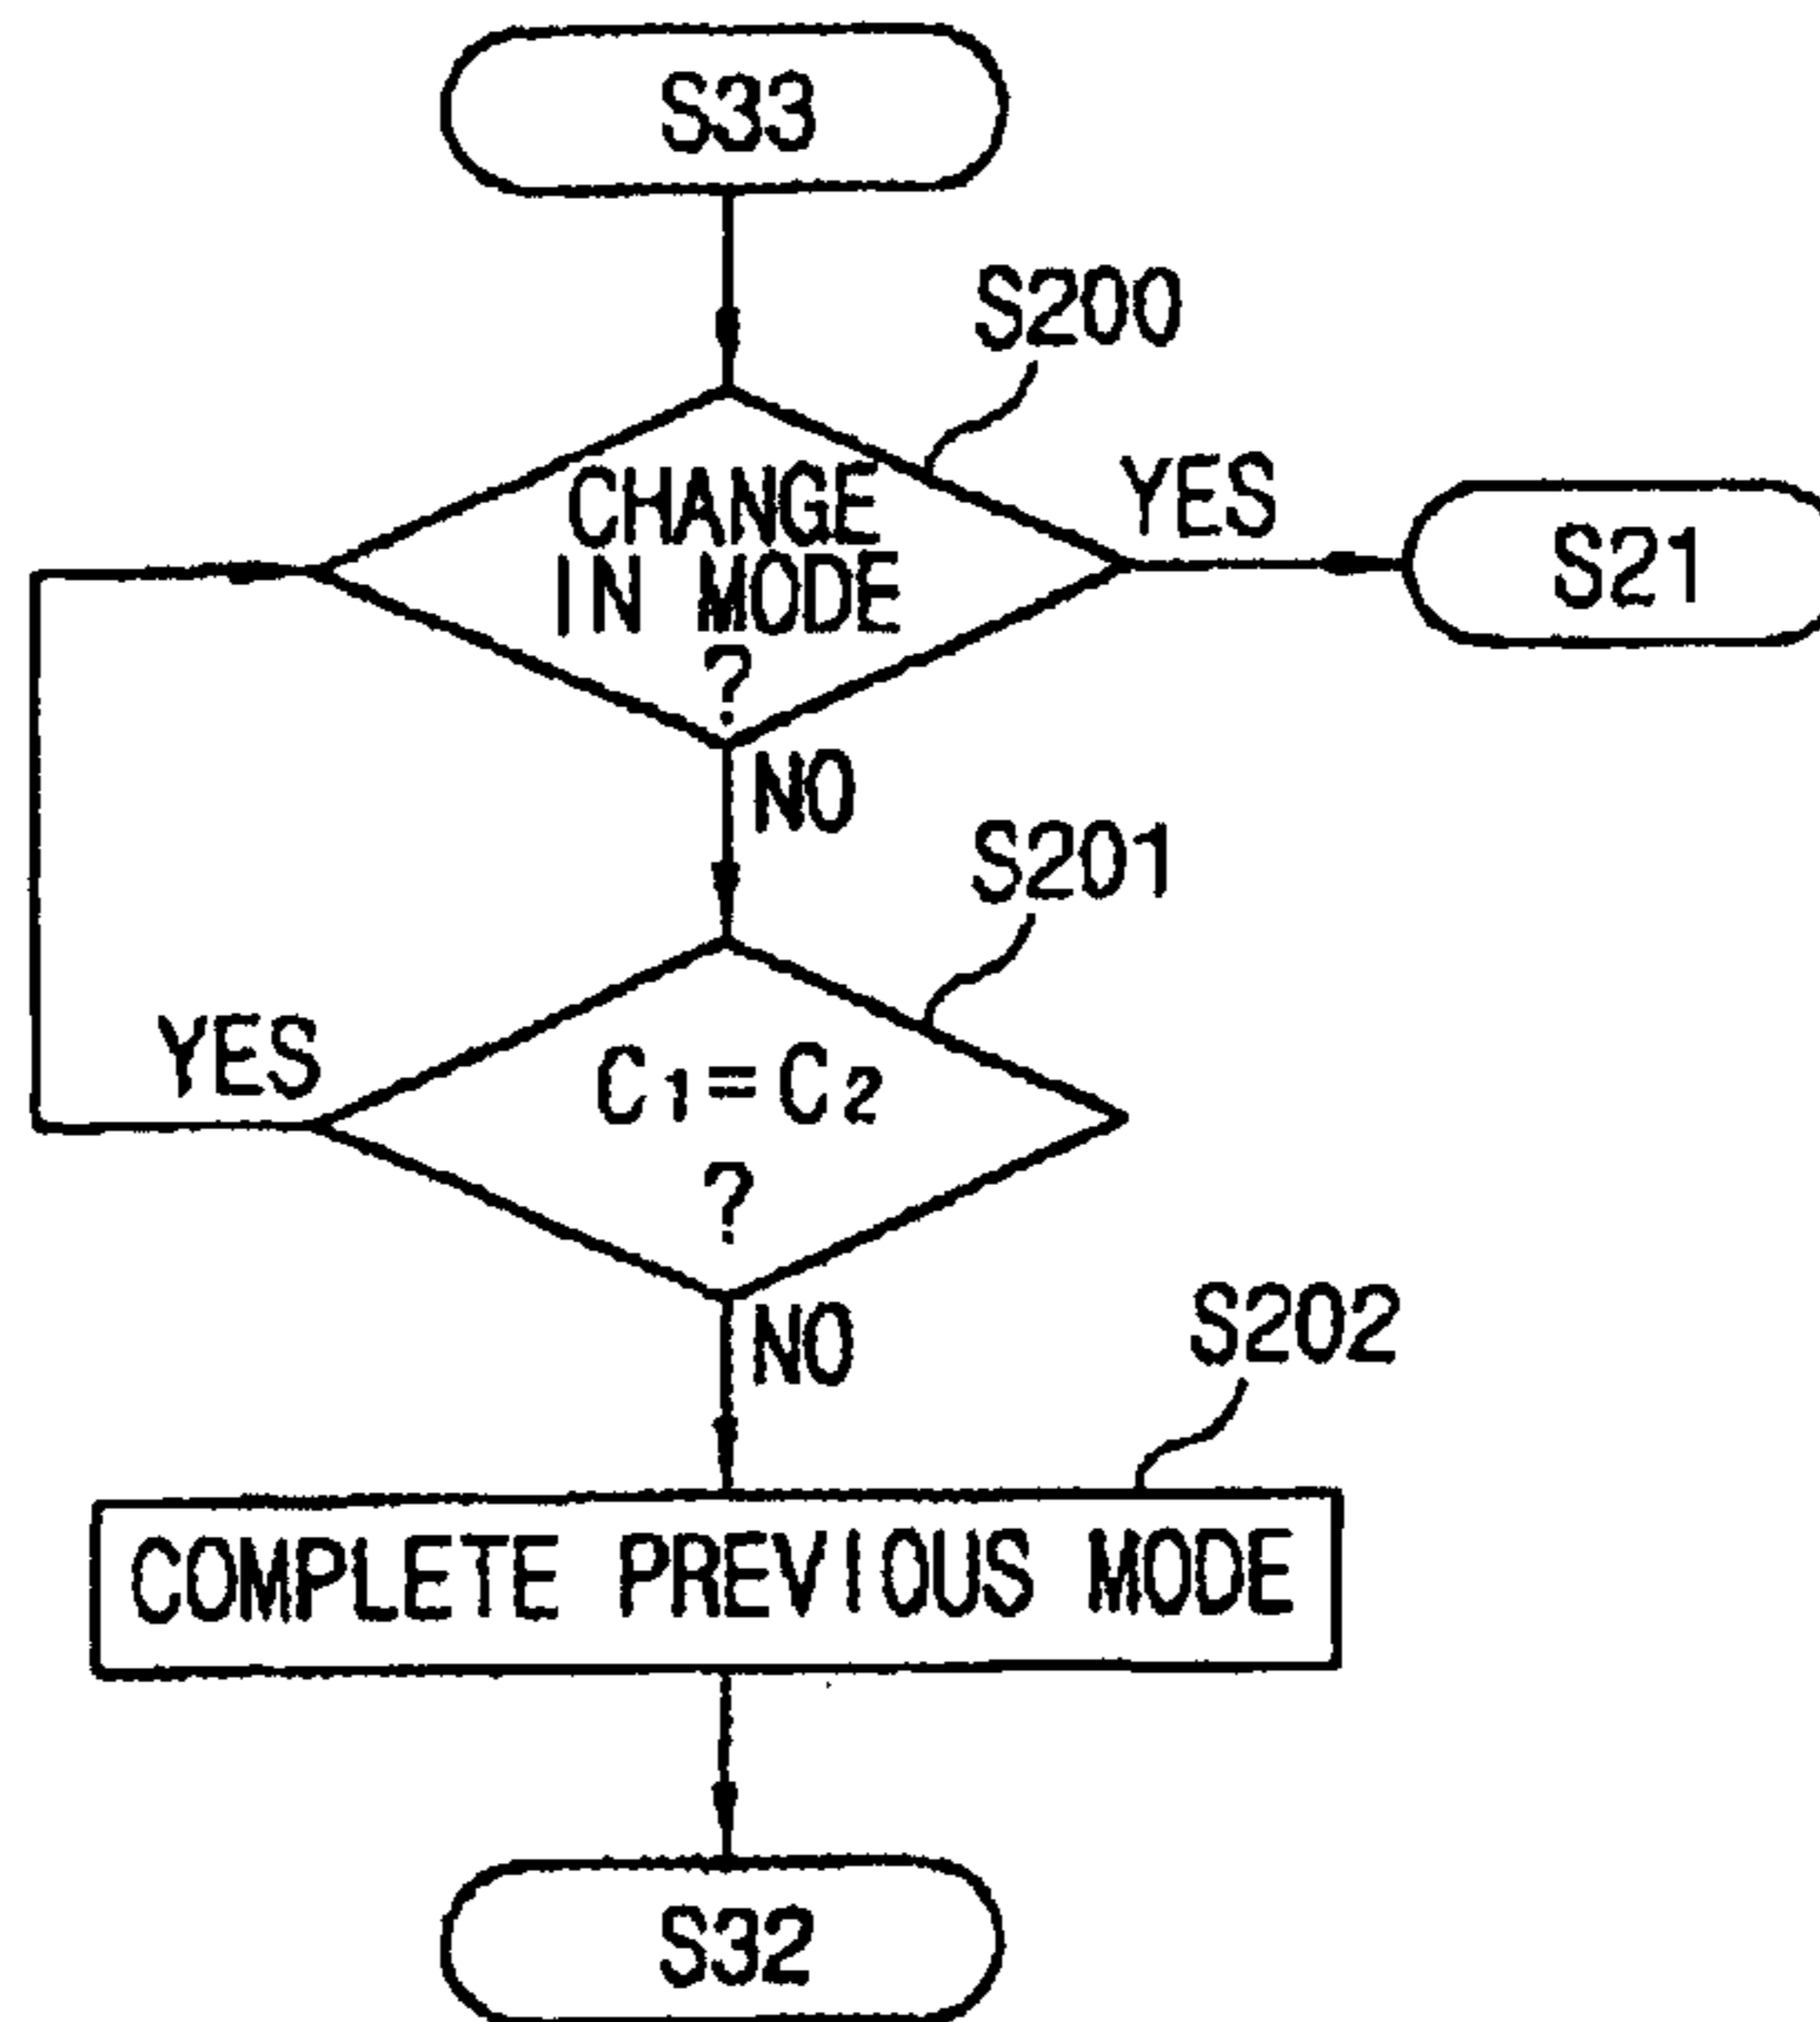 S33
S200
CHANGE
IN MODE
?
YES
S21
NO
S201
YES
C₁=C₂
?
NO
S202
COMPLETE PREVIOUS MODE
S32